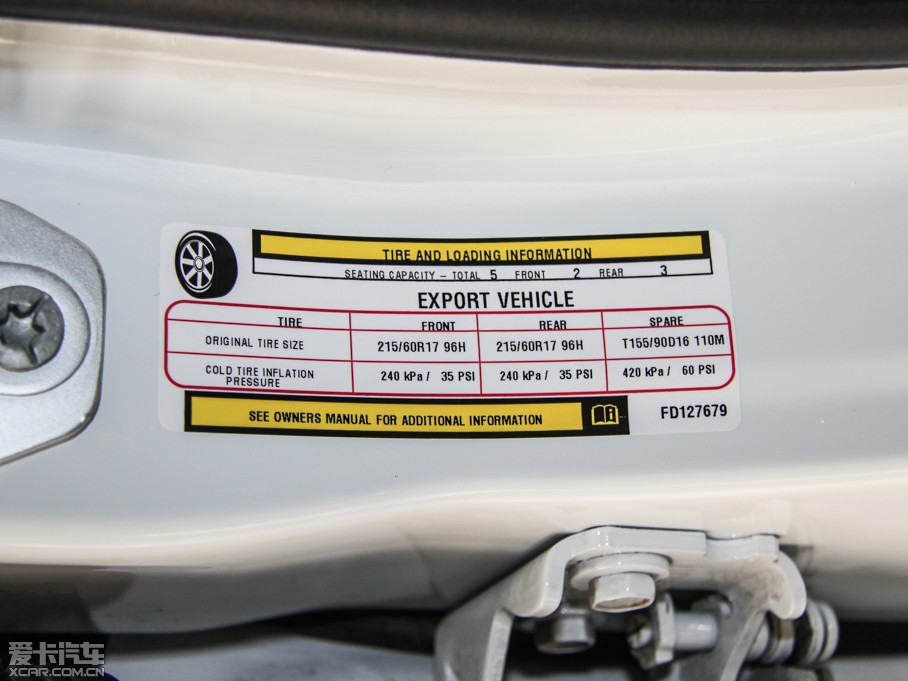 TIRE AND LOADING INFORMATION
SEATING CAPACITY - TOTAL 5 FRONT 2 REAR 3
EXPORT VEHICLE
TIRE FRONT REAR SPARE
ORIGINAL TIRE SIZE 215/60R17 96H 215/60R17 96H T155/90D16 110M
COLD TIRE INFLATION PRESSURE 240 kPa / 35 PSI 240 kPa / 35 PSI 420 kPa / 60 PSI
SEE OWNERS MANUAL FOR ADDITIONAL INFORMATION
FD127679
爱卡汽车
XCAR.COM.CN